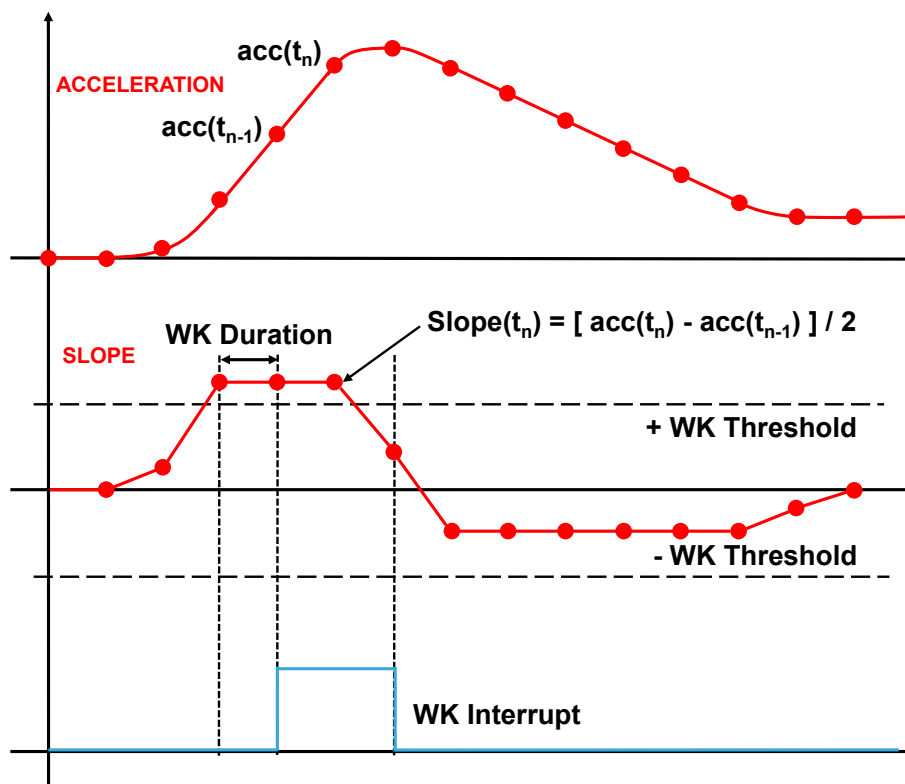 acc(tn)
ACCELERATION
acc(tn-1)
Slope(tn) = [ acc(tn) - acc(tn-1) ] / 2
WK Duration
SLOPE
+ WK Threshold
- WK Threshold
WK Interrupt